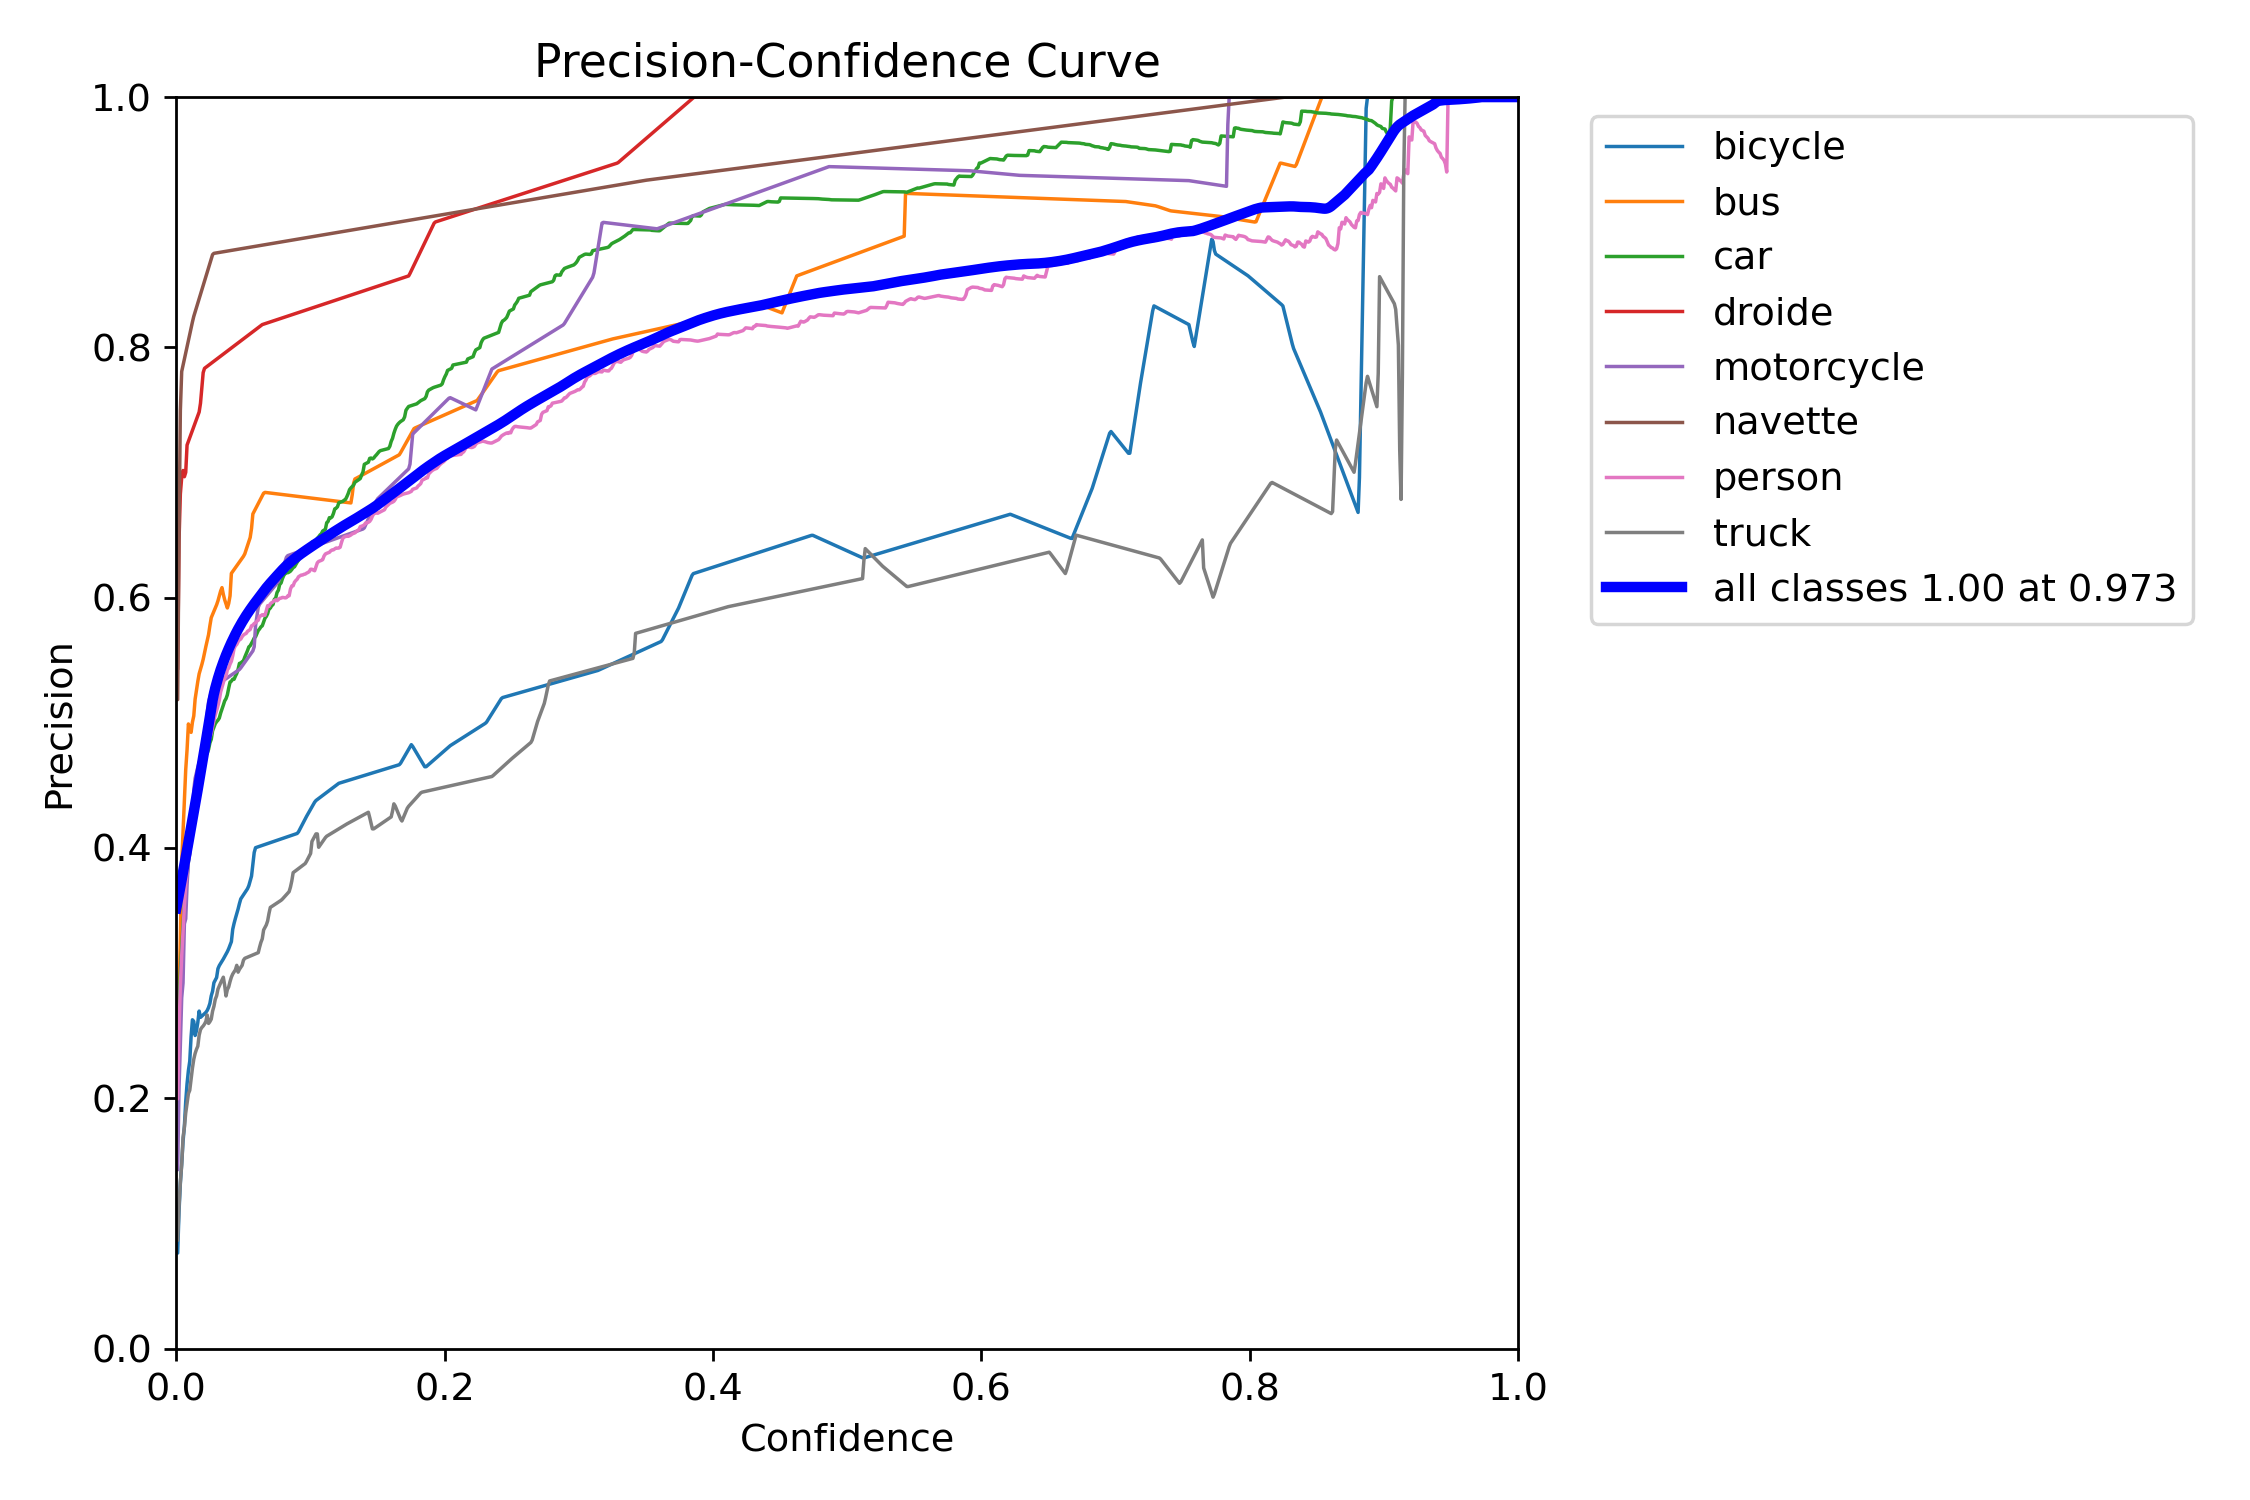 Precision-Confidence Curve
1.0
0.8
0.6
0.4
0.2
0.0
Precision
0.0 0.2 0.4 0.6 0.8 1.0
Confidence
bicycle
bus
car
droide
motorcycle
navette
person
truck
all classes 1.00 at 0.973